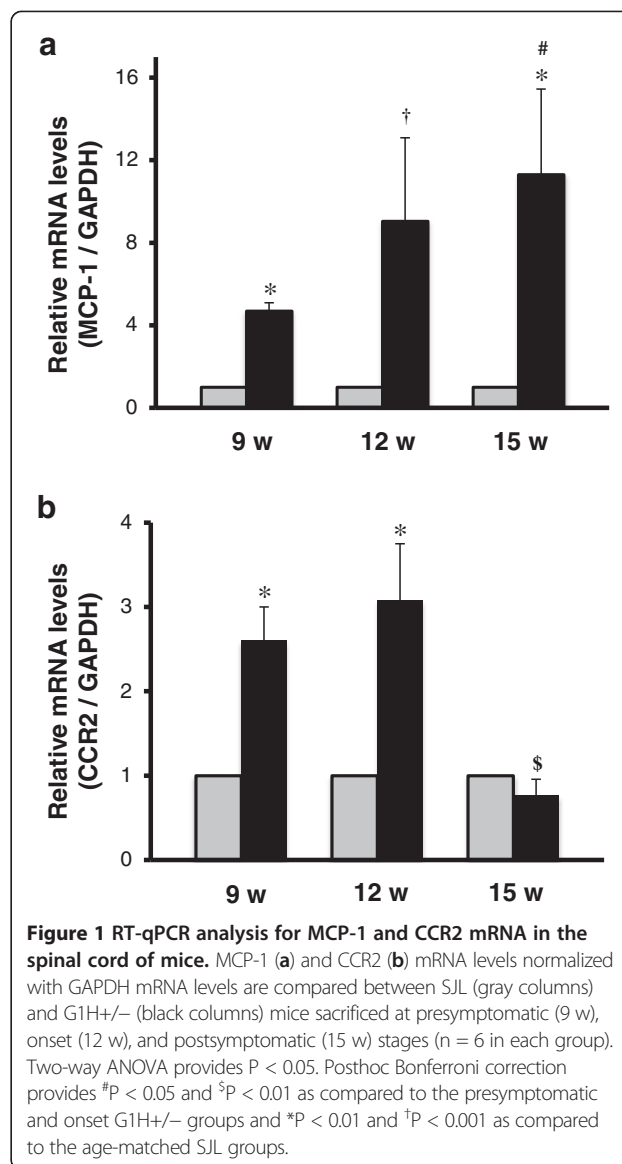 a
Relative mRNA levels
(MCP-1 / GAPDH)
16
12
8
4
0
*
†
#
*
9 w 12 w 15 w
b
Relative mRNA levels
(CCR2 / GAPDH)
4
3
2
1
0
*
*
$
9 w 12 w 15 w
Figure 1 RT-qPCR analysis for MCP-1 and CCR2 mRNA in the
spinal cord of mice. MCP-1 (a) and CCR2 (b) mRNA levels normalized
with GAPDH mRNA levels are compared between SJL (gray columns)
and G1H+/− (black columns) mice sacrificed at presymptomatic (9 w),
onset (12 w), and postsymptomatic (15 w) stages (n = 6 in each group).
Two-way ANOVA provides P < 0.05. Posthoc Bonferroni correction
provides #P < 0.05 and $P < 0.01 as compared to the presymptomatic
and onset G1H+/− groups and *P < 0.01 and †P < 0.001 as compared
to the age-matched SJL groups.